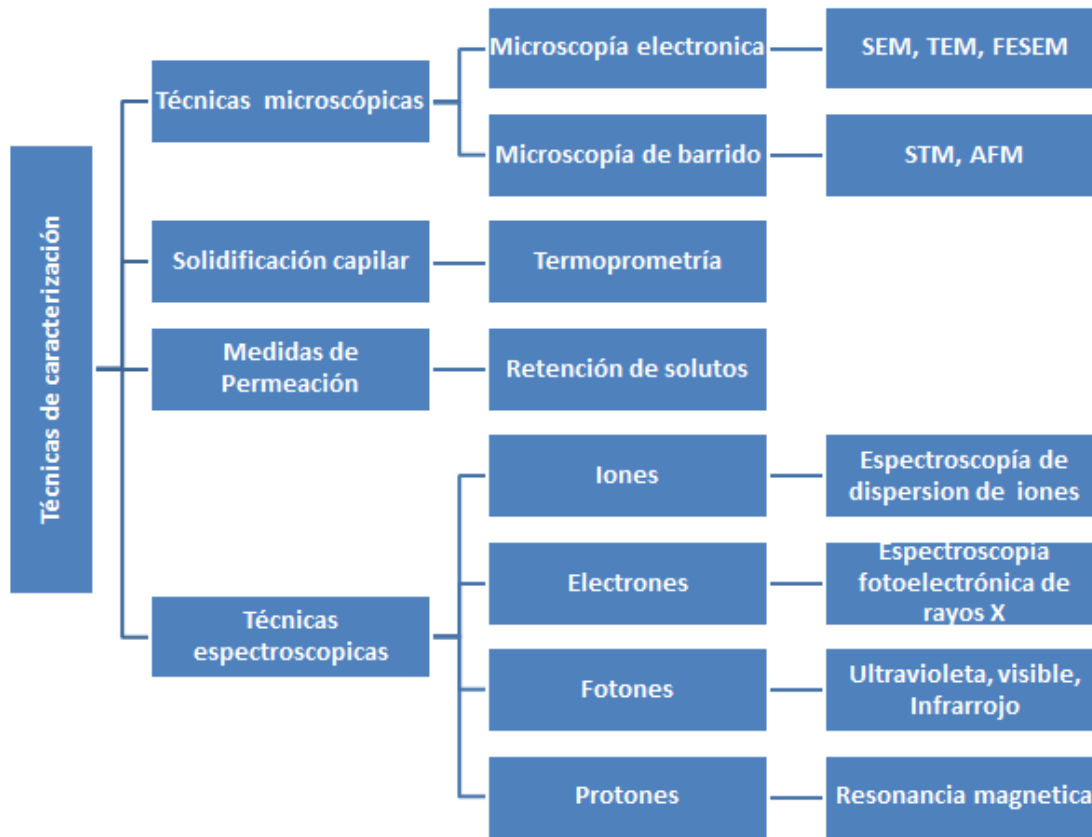 Técnicas de caracterización
Técnicas microscópicas
Microscopía electronica
SEM, TEM, FESEM
Microscopía de barrido
STM, AFM
Solidificación capilar
Termoprometría
Medidas de
Permeación
Retención de solutos
Técnicas
espectroscopicas
Iones
Espectroscopía de
dispersion de iones
Electrones
Espectroscopia
fotoelectrónica de
rayos X
Fotones
Ultravioleta, visible,
Infrarrojo
Protones
Resonancia magnetica